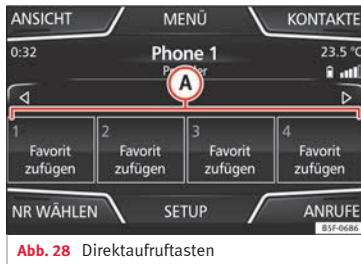 ANSICHT MENÜ KONTAKTE
0:32 Phone 1 23.5 °C
A
1 2 3 4
Favorit Favorit Favorit Favorit
zufügen zufügen zufügen zufügen
NR WÄHLEN SETUP ANRUFE
B5F-0686
Abb. 28 Direktaufruftasten